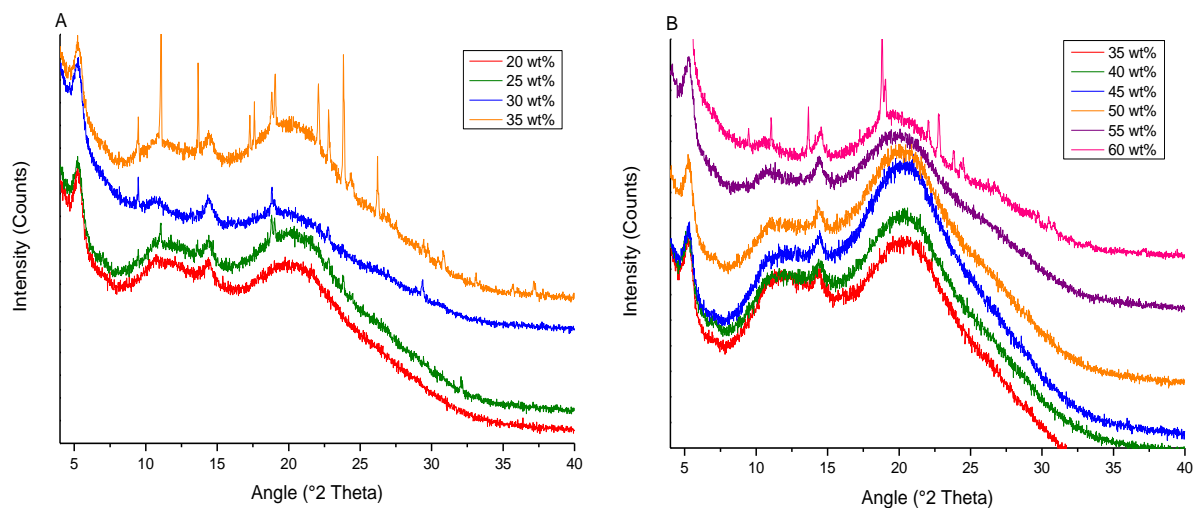 A
20 wt%
25 wt%
30 wt%
35 wt%
Intensity (Counts)
5 10 15 20 25 30 35 40
Angle (°2 Theta)
B
35 wt%
40 wt%
45 wt%
50 wt%
55 wt%
60 wt%
Intensity (Counts)
5 10 15 20 25 30 35 40
Angle (°2 Theta)